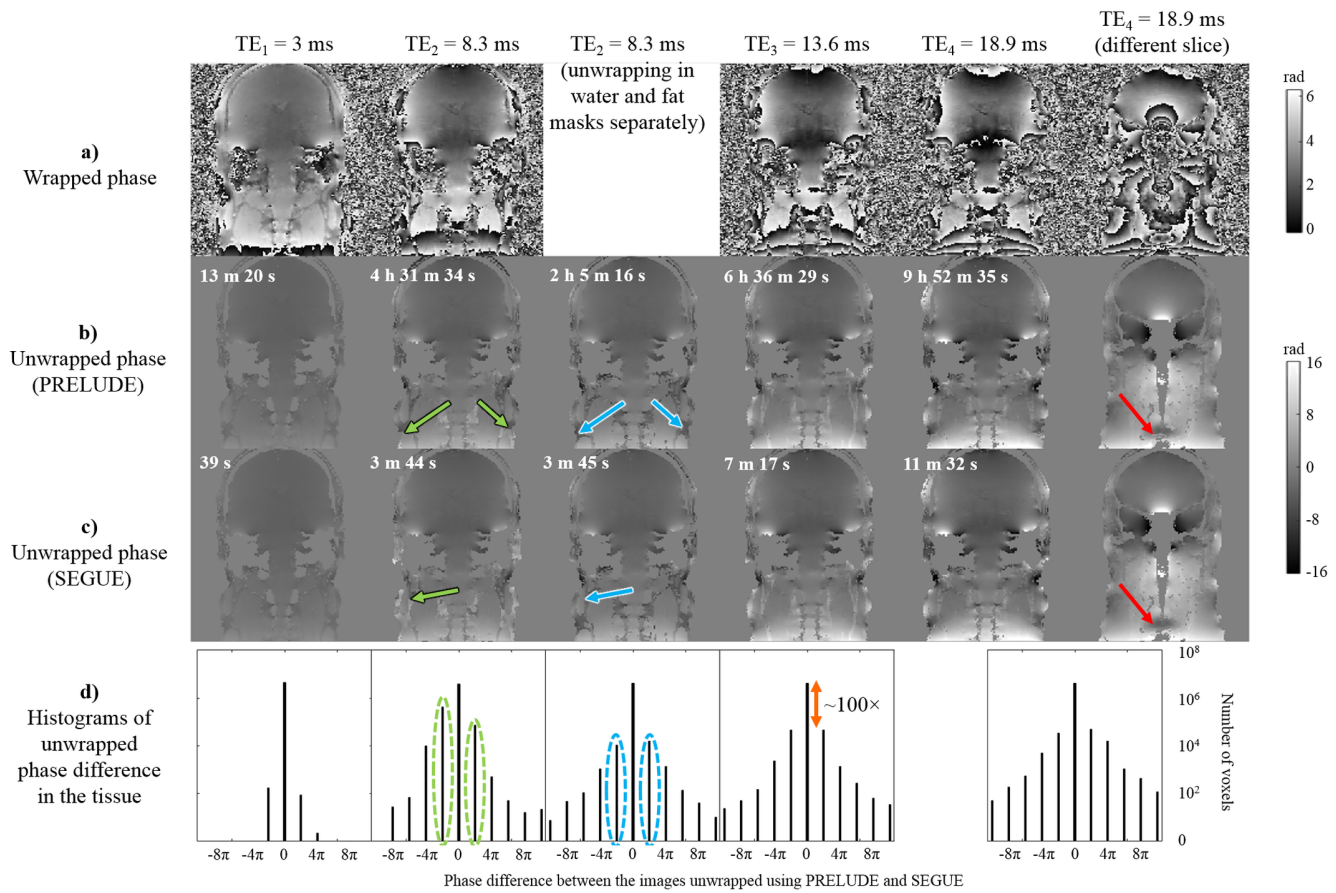 TE₁ = 3 ms
TE₂ = 8.3 ms
TE₂ = 8.3 ms
(unwrapping in
water and fat
masks separately)
TE₃ = 13.6 ms
TE₄ = 18.9 ms
TE₄ = 18.9 ms
(different slice)
a)
Wrapped phase
rad
6
4
2
0
b)
Unwrapped phase
(PRELUDE)
13 m 20 s
4 h 31 m 34 s
2 h 5 m 16 s
6 h 36 m 29 s
9 h 52 m 35 s
rad
16
8
0
-8
-16
c)
Unwrapped phase
(SEGUE)
39 s
3 m 44 s
3 m 45 s
7 m 17 s
11 m 32 s
d)
Histograms of
unwrapped
phase difference
in the tissue
~100×
10⁸
10⁶
10⁴
10²
0
Number of voxels
-8π -4π 0 4π 8π
-8π -4π 0 4π 8π
-8π -4π 0 4π 8π
-8π -4π 0 4π 8π
-8π -4π 0 4π 8π
Phase difference between the images unwrapped using PRELUDE and SEGUE